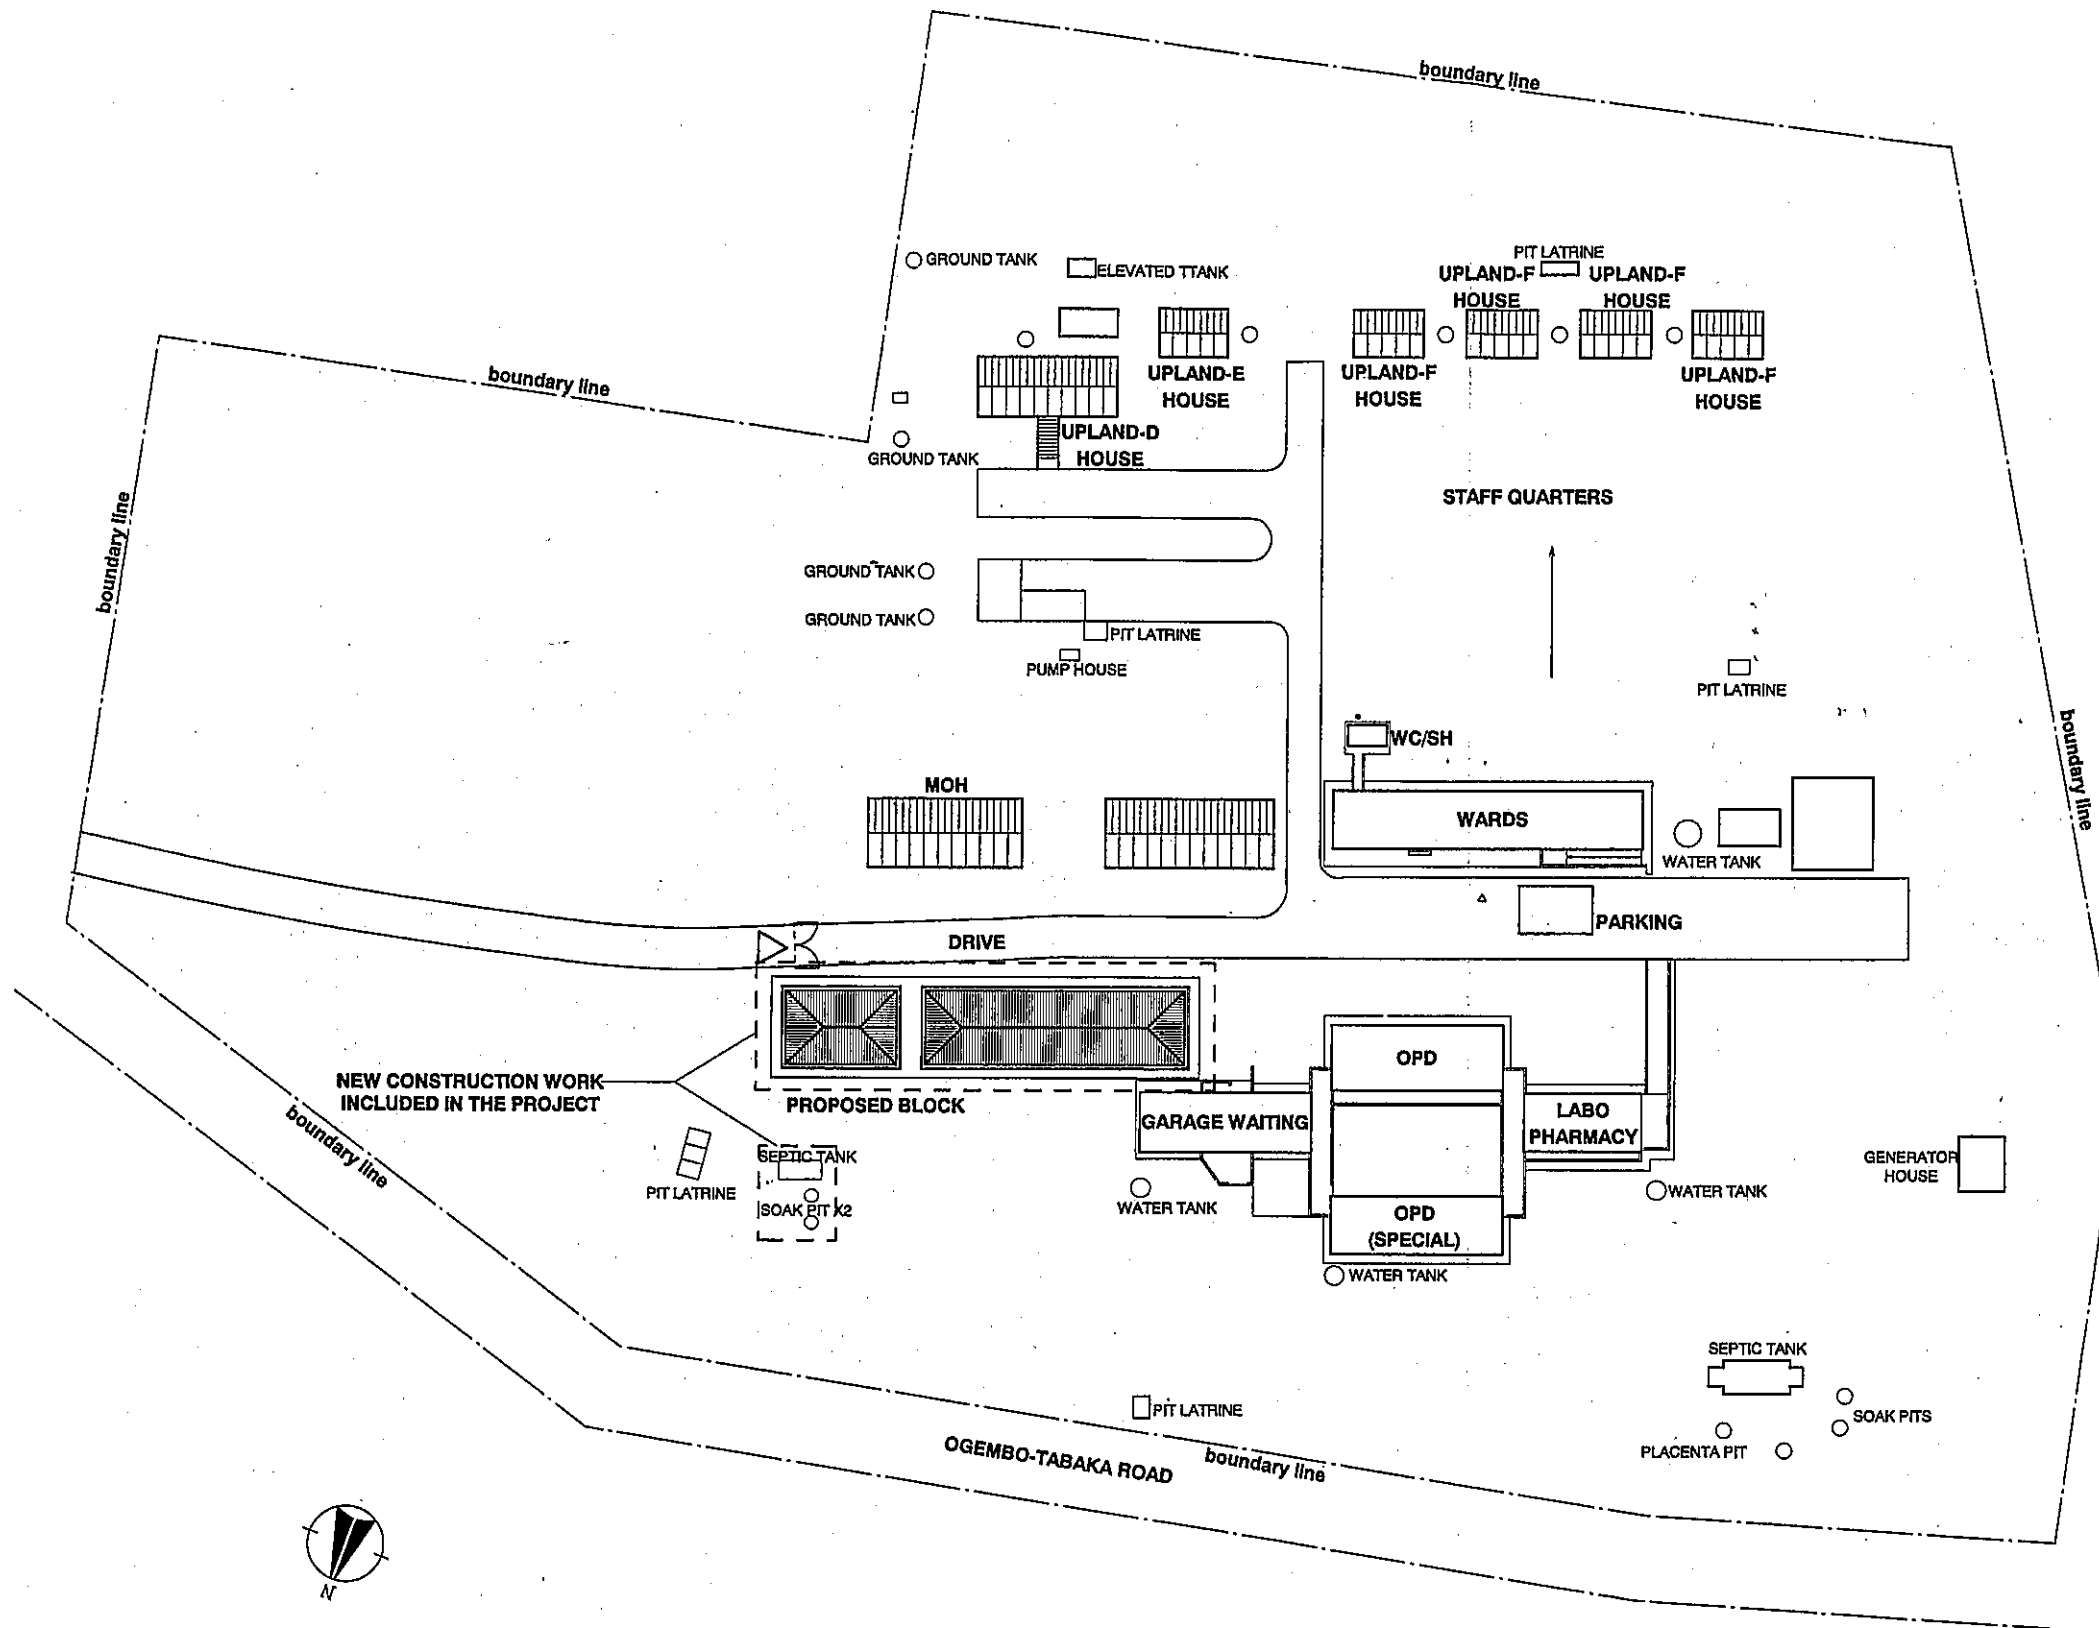 boundary line
GROUND TANK
ELEVATED TTANK
PIT LATRINE
UPLAND-F
HOUSE
UPLAND-F
HOUSE
boundary line
UPLAND-E
HOUSE
UPLAND-F
HOUSE
UPLAND-F
HOUSE
UPLAND-D
HOUSE
GROUND TANK
STAFF QUARTERS
boundary line
GROUND TANK
GROUND TANK
PIT LATRINE
PUMP HOUSE
PIT LATRINE
boundary line
WC/SH
MOH
WARDS
WATER TANK
PARKING
DRIVE
OPD
NEW CONSTRUCTION WORK
INCLUDED IN THE PROJECT
PROPOSED BLOCK
GARAGE WAITING
LABO
PHARMACY
boundary line
SEPTIC TANK
PIT LATRINE
SOAK PIT X2
WATER TANK
OPD
(SPECIAL)
WATER TANK
GENERATOR
HOUSE
WATER TANK
SEPTIC TANK
SOAK PITS
PLACENTA PIT
PIT LATRINE
OGEMBO-TABAKA ROAD
boundary line
N